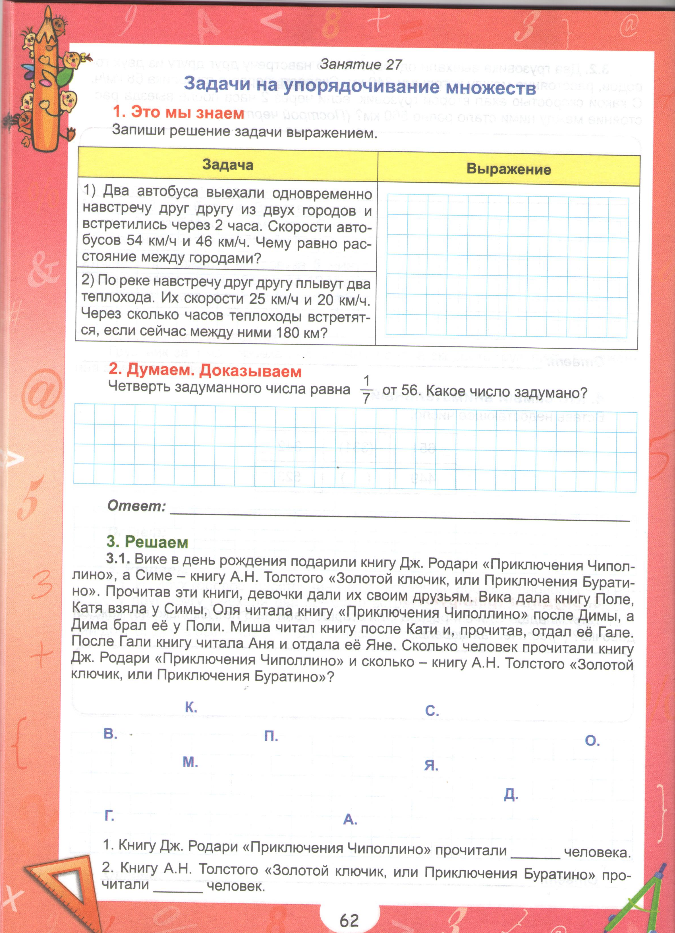 Занятие 27
Задачи на упорядочивание множеств
1. Это мы знаем
Запиши решение задачи выражением.
Задача
Выражение
1) Два автобуса выехали одновременно
навстречу друг другу из двух городов и
встретились через 2 часа. Скорости авто-
бусов 54 км/ч и 46 км/ч. Чему равно рас-
стояние между городами?
2) По реке навстречу друг другу плывут два
теплохода. Их скорости 25 км/ч и 20 км/ч.
Через сколько часов теплоходы встретят-
ся, если сейчас между ними 180 км?
2. Думаем. Доказываем
Четверть задуманного числа равна 1/7 от 56. Какое число задумано?
Ответ:
3. Решаем
3.1. Вике в день рождения подарили книгу Дж. Родари «Приключения Чипол-
лино», а Симе – книгу А.Н. Толстого «Золотой ключик, или Приключения Бурати-
но». Прочитав эти книги, девочки дали их своим друзьям. Вика дала книгу Поле,
Катя взяла у Симы, Оля читала книгу «Приключения Чиполлино» после Димы, а
Дима брал её у Поли. Миша читал книгу после Кати и, прочитав, отдал её Гале.
После Гали книгу читала Аня и отдала её Яне. Сколько человек прочитали книгу
Дж. Родари «Приключения Чиполлино» и сколько – книгу А.Н. Толстого «Золотой
ключик, или Приключения Буратино»?
К.
С.
В.
П.
О.
М.
Я.
Д.
Г.
А.
1. Книгу Дж. Родари «Приключения Чиполлино» прочитали ______ человека.
2. Книгу А.Н. Толстого «Золотой ключик, или Приключения Буратино» про-
читали ______ человек.
62